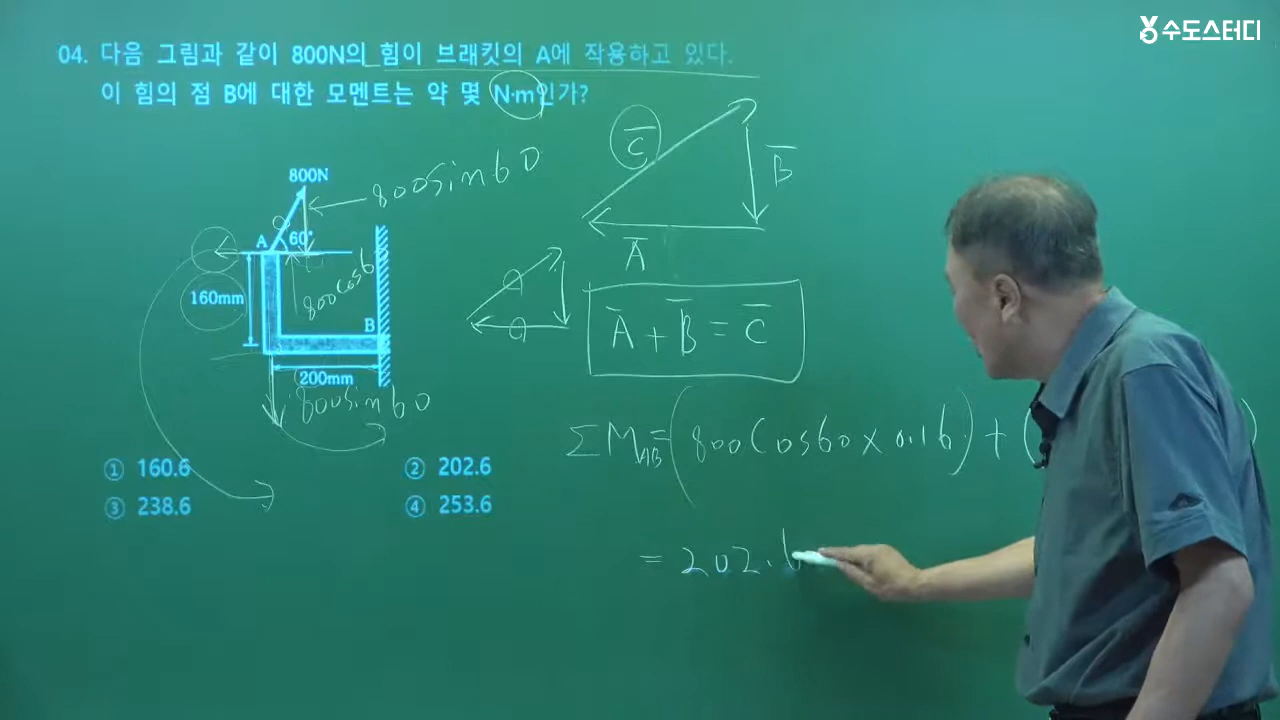 수도스터디
04. 다음 그림과 같이 800N의 힘이 브래킷의 A에 작용하고 있다.
이 힘의 점 B에 대한 모멘트는 약 몇 N·m인가?
800N
800sin60
A
60°
160mm
800cos6
B
200mm
800sin60
C̅
B̅
A̅
A̅ + B̅ = C̅
ΣM_AB = (800cos60 × 0.16) + (
= 202.6
① 160.6
② 202.6
③ 238.6
④ 253.6